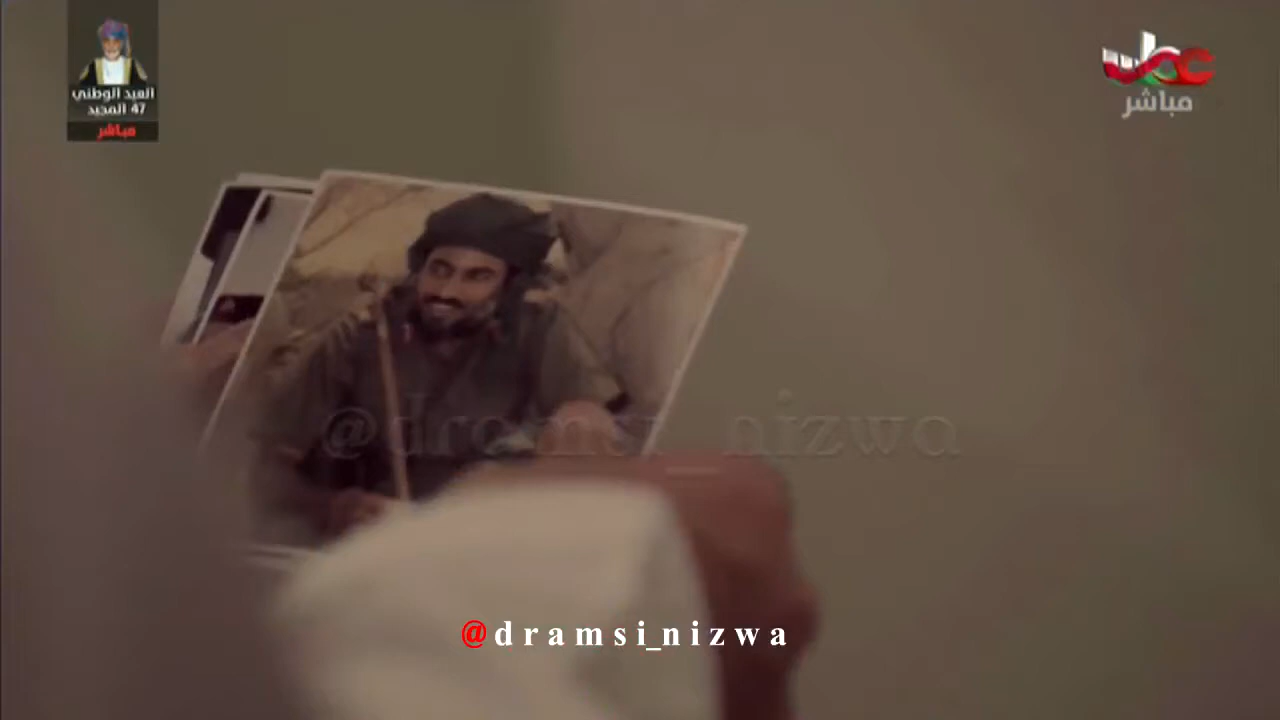 العيد الوطني
47 المجيد
مباشر
عمان
مباشر
@dramsi_nizwa
@dramsi_nizwa